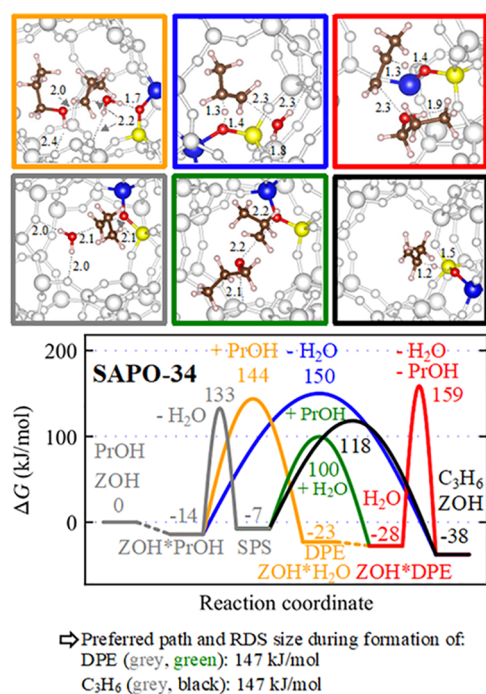 2.0
1.7
2.2
2.4
1.3
2.3
2.3
1.4
1.8
1.4
1.3
2.3
1.9
2.0
2.1
2.1
2.0
2.2
2.2
2.1
1.5
1.2
SAPO-34
+ PrOH
144
- H₂O
150
- H₂O
- PrOH
159
- H₂O
133
+ PrOH
118
100
+ H₂O
PrOH
ZOH
0
-14
ZOH*PrOH
-7
SPS
-23
DPE
ZOH*H₂O
H₂O
-28
ZOH*DPE
C₃H₆
ZOH
-38
200
100
0
ΔG (kJ/mol)
Reaction coordinate
⇨ Preferred path and RDS size during formation of:
DPE (grey, green): 147 kJ/mol
C₃H₆ (grey, black): 147 kJ/mol